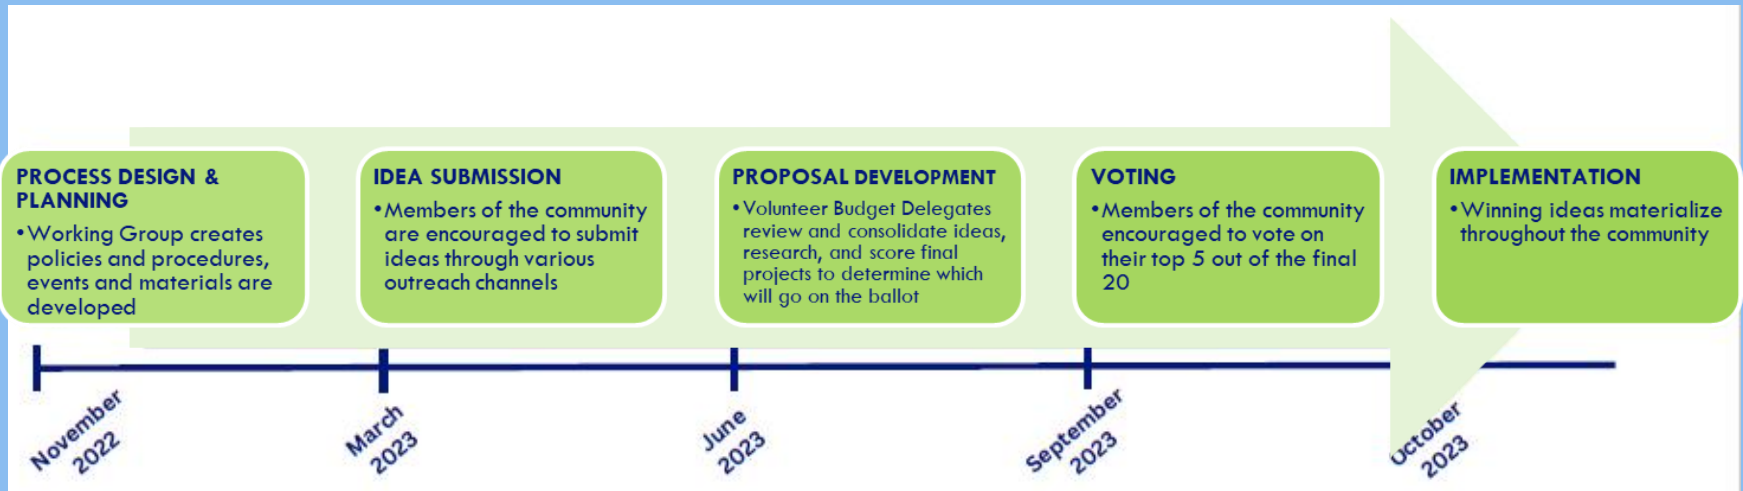 PROCESS DESIGN &
PLANNING
•Working Group creates
policies and procedures,
events and materials are
developed
IDEA SUBMISSION
•Members of the community
are encouraged to submit
ideas through various
outreach channels
PROPOSAL DEVELOPMENT
•Volunteer Budget Delegates
review and consolidate ideas,
research, and score final
projects to determine which
will go on the ballot
VOTING
•Members of the community
encouraged to vote on
their top 5 out of the final
20
IMPLEMENTATION
•Winning ideas materialize
throughout the community
November
2022
March
2023
June
2023
September
2023
October
2023